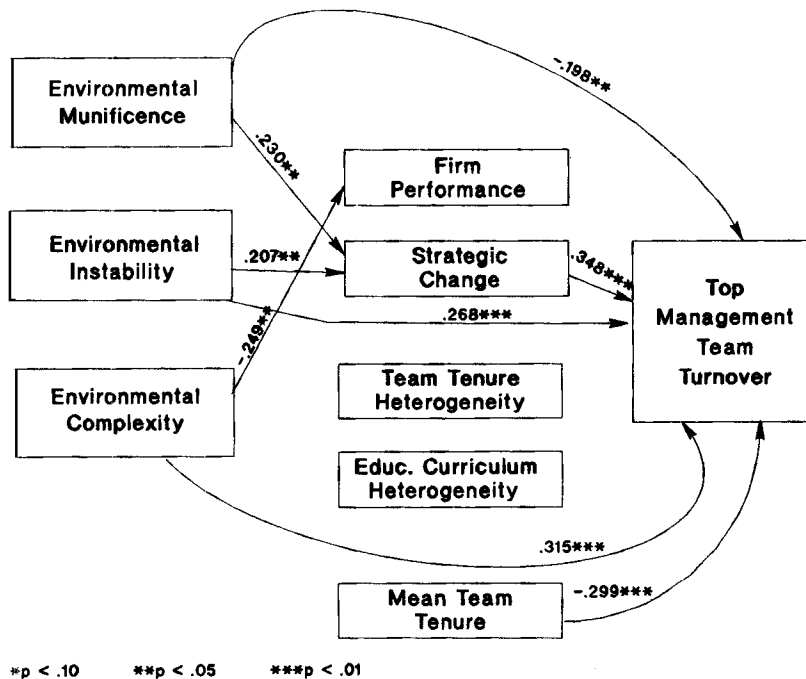 Environmental
Munificence
-.198**
.230**
Firm
Performance
Environmental
Instability
.207**
Strategic
Change
.348***
.268***
Top
Management
Team
Turnover
-.249**
Environmental
Complexity
Team Tenure
Heterogeneity
Educ. Curriculum
Heterogeneity
.315***
Mean Team
Tenure
-.299***
*p < .10 **p < .05 ***p < .01